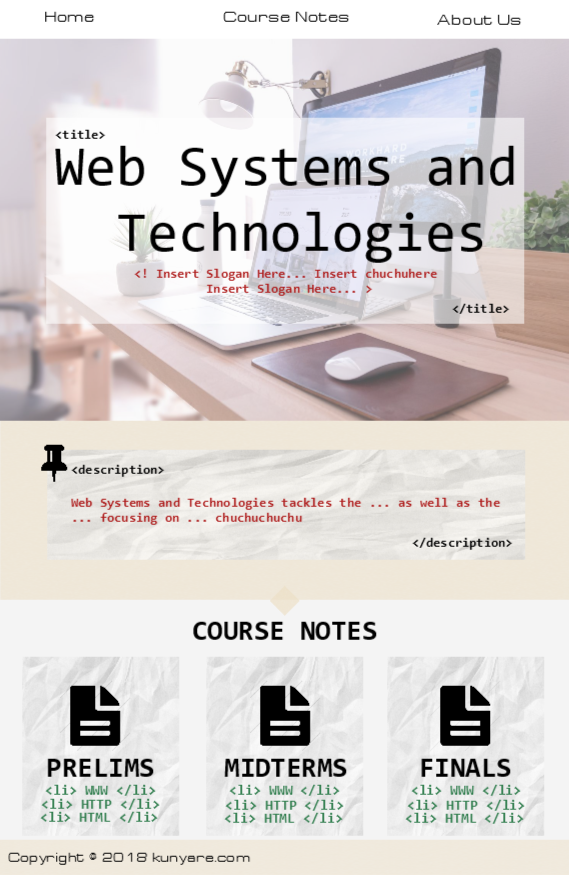 Home Course Notes About Us
<title>
Web Systems and
Technologies
<! Insert Slogan Here... Insert chuchuhere
Insert Slogan Here... >
</title>
<description>
Web Systems and Technologies tackles the ... as well as the
... focusing on ... chuchuchuchu
</description>
COURSE NOTES
PRELIMS
<li> WWW </li>
<li> HTTP </li>
<li> HTML </li>
MIDTERMS
<li> WWW </li>
<li> HTTP </li>
<li> HTML </li>
FINALS
<li> WWW </li>
<li> HTTP </li>
<li> HTML </li>
Copyright © 2018 kunyare.com